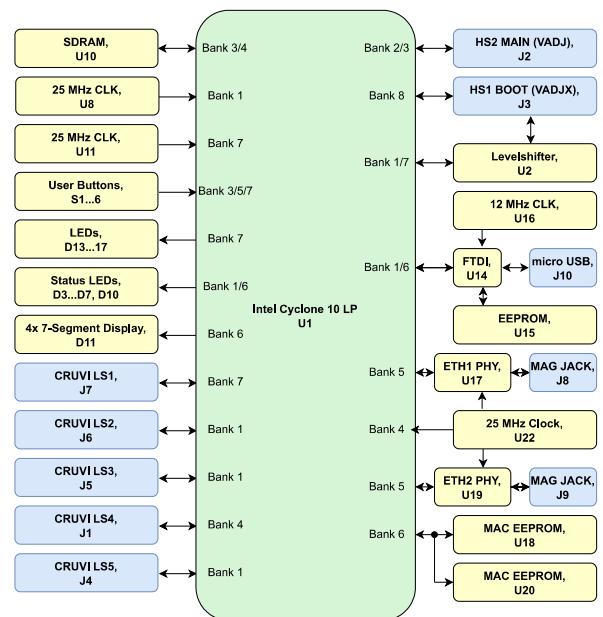 SDRAM,
U10
Bank 3/4
25 MHz CLK,
U8
Bank 1
25 MHz CLK,
U11
Bank 7
User Buttons,
S1...6
Bank 3/5/7
LEDs,
D13...17
Bank 7
Status LEDs,
D3...D7, D10
Bank 1/6
4x 7-Segment Display,
D11
Bank 6
CRUVI LS1,
J7
Bank 7
CRUVI LS2,
J6
Bank 1
CRUVI LS3,
J5
Bank 1
CRUVI LS4,
J1
Bank 4
CRUVI LS5,
J4
Bank 1
Intel Cyclone 10 LP
U1
Bank 2/3
HS2 MAIN (VADJ),
J2
Bank 8
HS1 BOOT (VADJX),
J3
Bank 1/7
Levelshifter,
U2
12 MHz CLK,
U16
Bank 1/6
FTDI,
U14
micro USB,
J10
EEPROM,
U15
Bank 5
ETH1 PHY,
U17
MAG JACK,
J8
Bank 4
25 MHz Clock,
U22
Bank 5
ETH2 PHY,
U19
MAG JACK,
J9
Bank 6
MAC EEPROM,
U18
MAC EEPROM,
U20